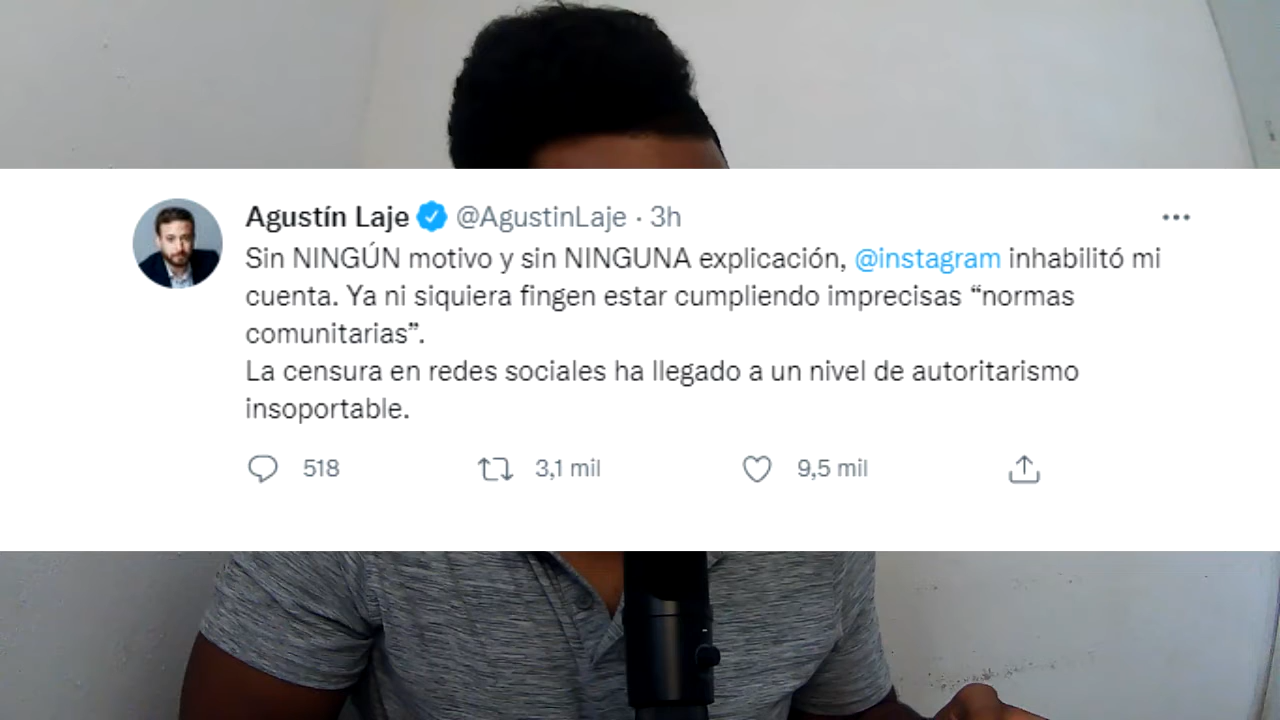 Agustín Laje @AgustinLaje · 3h
Sin NINGÚN motivo y sin NINGUNA explicación, @instagram inhabilitó mi
cuenta. Ya ni siquiera fingen estar cumpliendo imprecisas “normas
comunitarias”.
La censura en redes sociales ha llegado a un nivel de autoritarismo
insoportable.
518 3,1 mil 9,5 mil